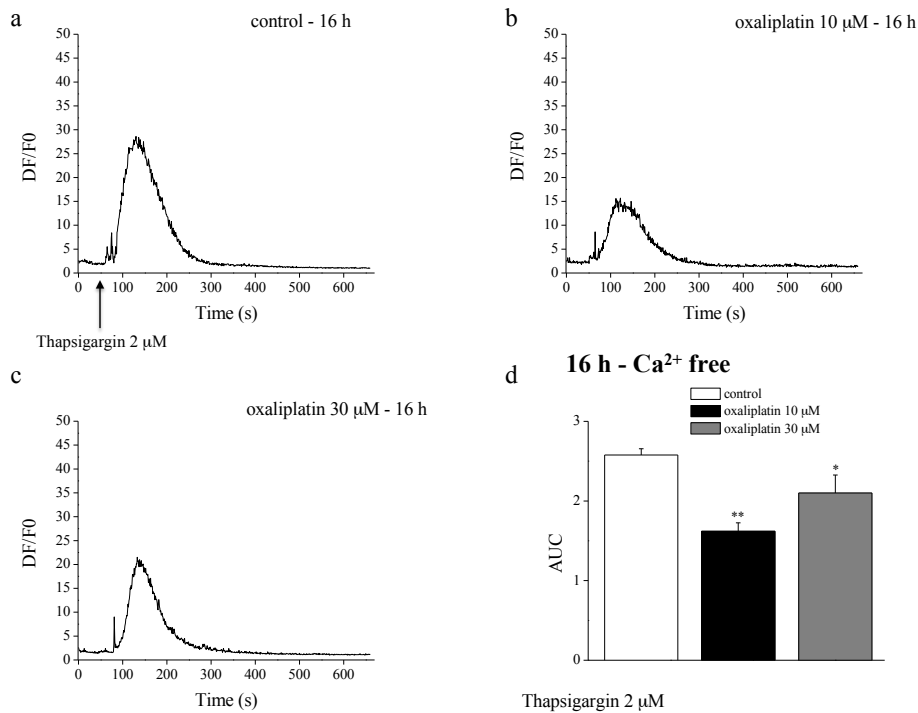 a
control - 16 h
50
45
40
35
30
25
20
15
10
5
0
DF/F0
0 100 200 300 400 500 600
Time (s)
Thapsigargin 2 μM
b
oxaliplatin 10 μM - 16 h
50
45
40
35
30
25
20
15
10
5
0
DF/F0
0 100 200 300 400 500 600
Time (s)
c
oxaliplatin 30 μM - 16 h
50
45
40
35
30
25
20
15
10
5
0
DF/F0
0 100 200 300 400 500 600
Time (s)
d
16 h - Ca²⁺ free
control
oxaliplatin 10 μM
oxaliplatin 30 μM
3
2
1
0
AUC
**
*
Thapsigargin 2 μM